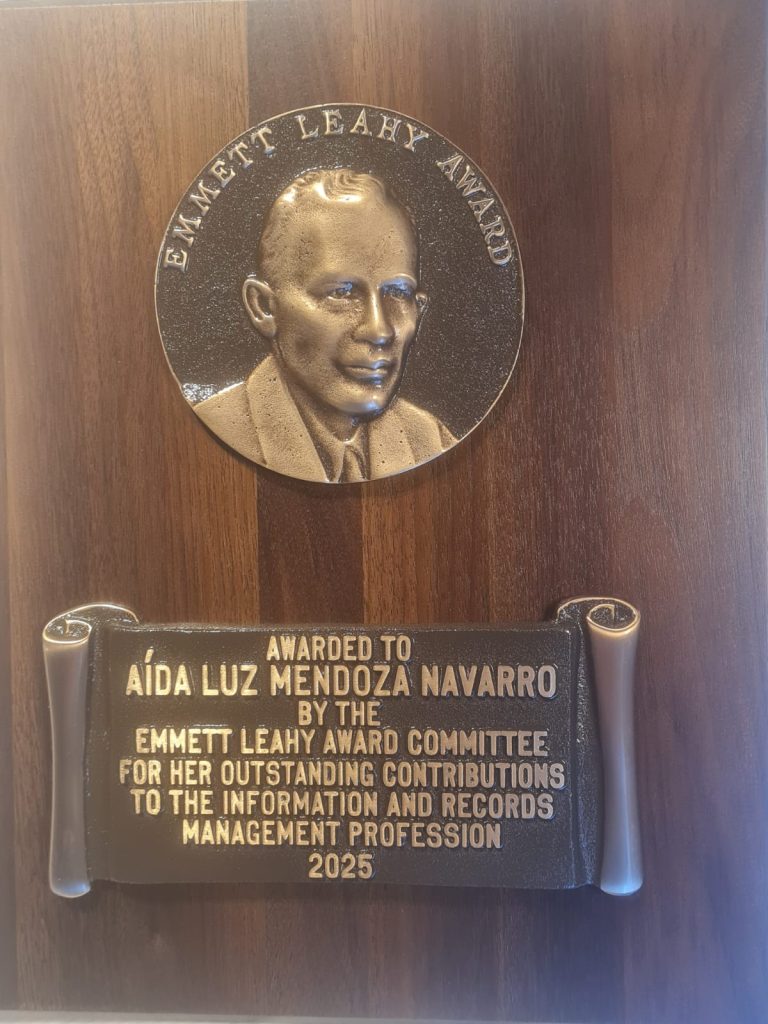 EMMETT LEAHY AWARD
AWARDED TO
AÍDA LUZ MENDOZA NAVARRO
BY THE
EMMETT LEAHY AWARD COMMITTEE
FOR HER OUTSTANDING CONTRIBUTIONS
TO THE INFORMATION AND RECORDS
MANAGEMENT PROFESSION
2025